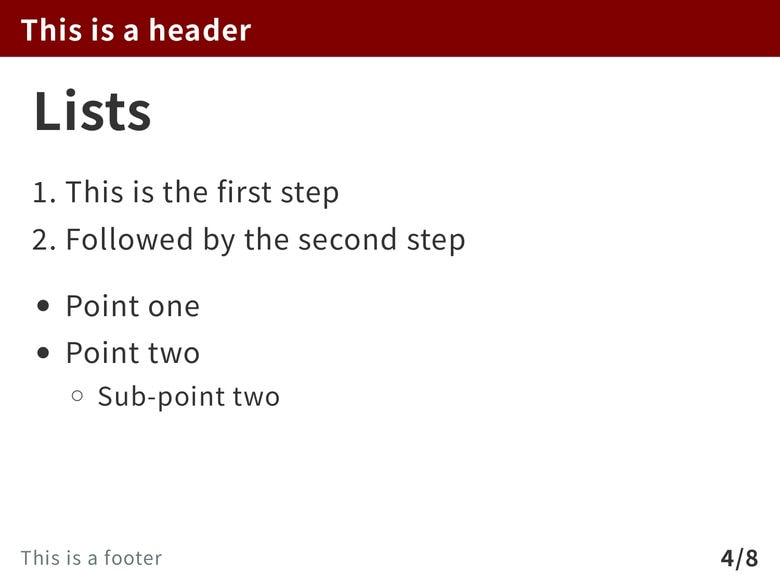 This is a header
Lists
1. This is the first step
2. Followed by the second step
• Point one
• Point two
○ Sub-point two
This is a footer
4/8